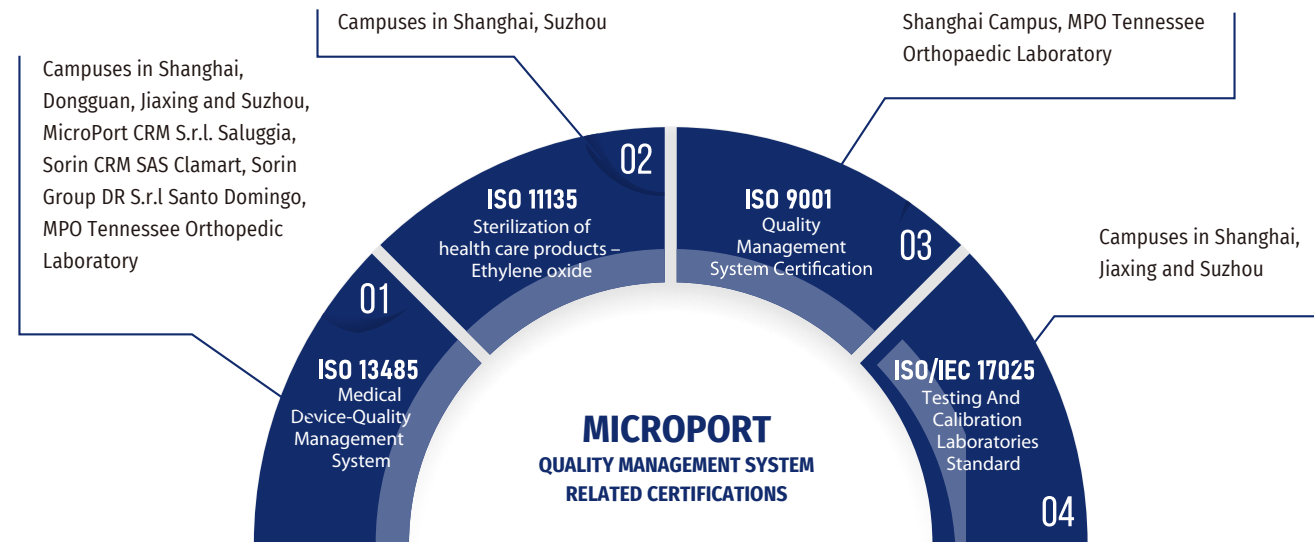 Campuses in Shanghai,
Dongguan, Jiaxing and Suzhou,
MicroPort CRM S.r.l. Saluggia,
Sorin CRM SAS Clamart, Sorin
Group DR S.r.l Santo Domingo,
MPO Tennessee Orthopedic
Laboratory
01
ISO 13485
Medical
Device-Quality
Management
System
Campuses in Shanghai, Suzhou
02
ISO 11135
Sterilization of
health care products –
Ethylene oxide
Shanghai Campus, MPO Tennessee
Orthopaedic Laboratory
ISO 9001
Quality
Management
System Certification
03
Campuses in Shanghai,
Jiaxing and Suzhou
ISO/IEC 17025
Testing And
Calibration
Laboratories
Standard
04
MICROPORT
QUALITY MANAGEMENT SYSTEM
RELATED CERTIFICATIONS